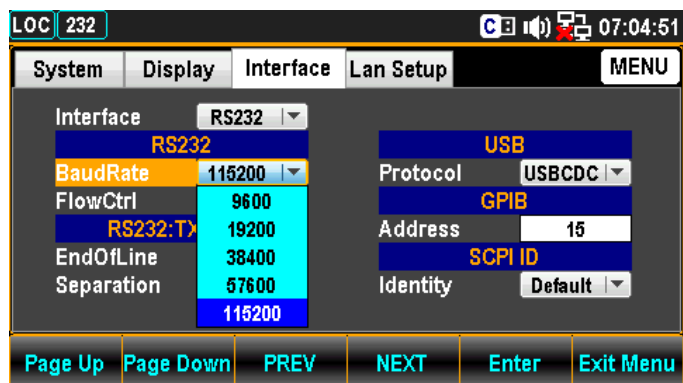 LOC 232 C 07:04:51
System Display Interface Lan Setup MENU
Interface RS232
RS232 USB
BaudRate 115200 Protocol USBCDC
FlowCtrl 9600 GPIB
RS232:TX 19200 Address 15
EndOfLine 38400 SCPI ID
Separation 57600 Identity Default
115200
Page Up Page Down PREV NEXT Enter Exit Menu